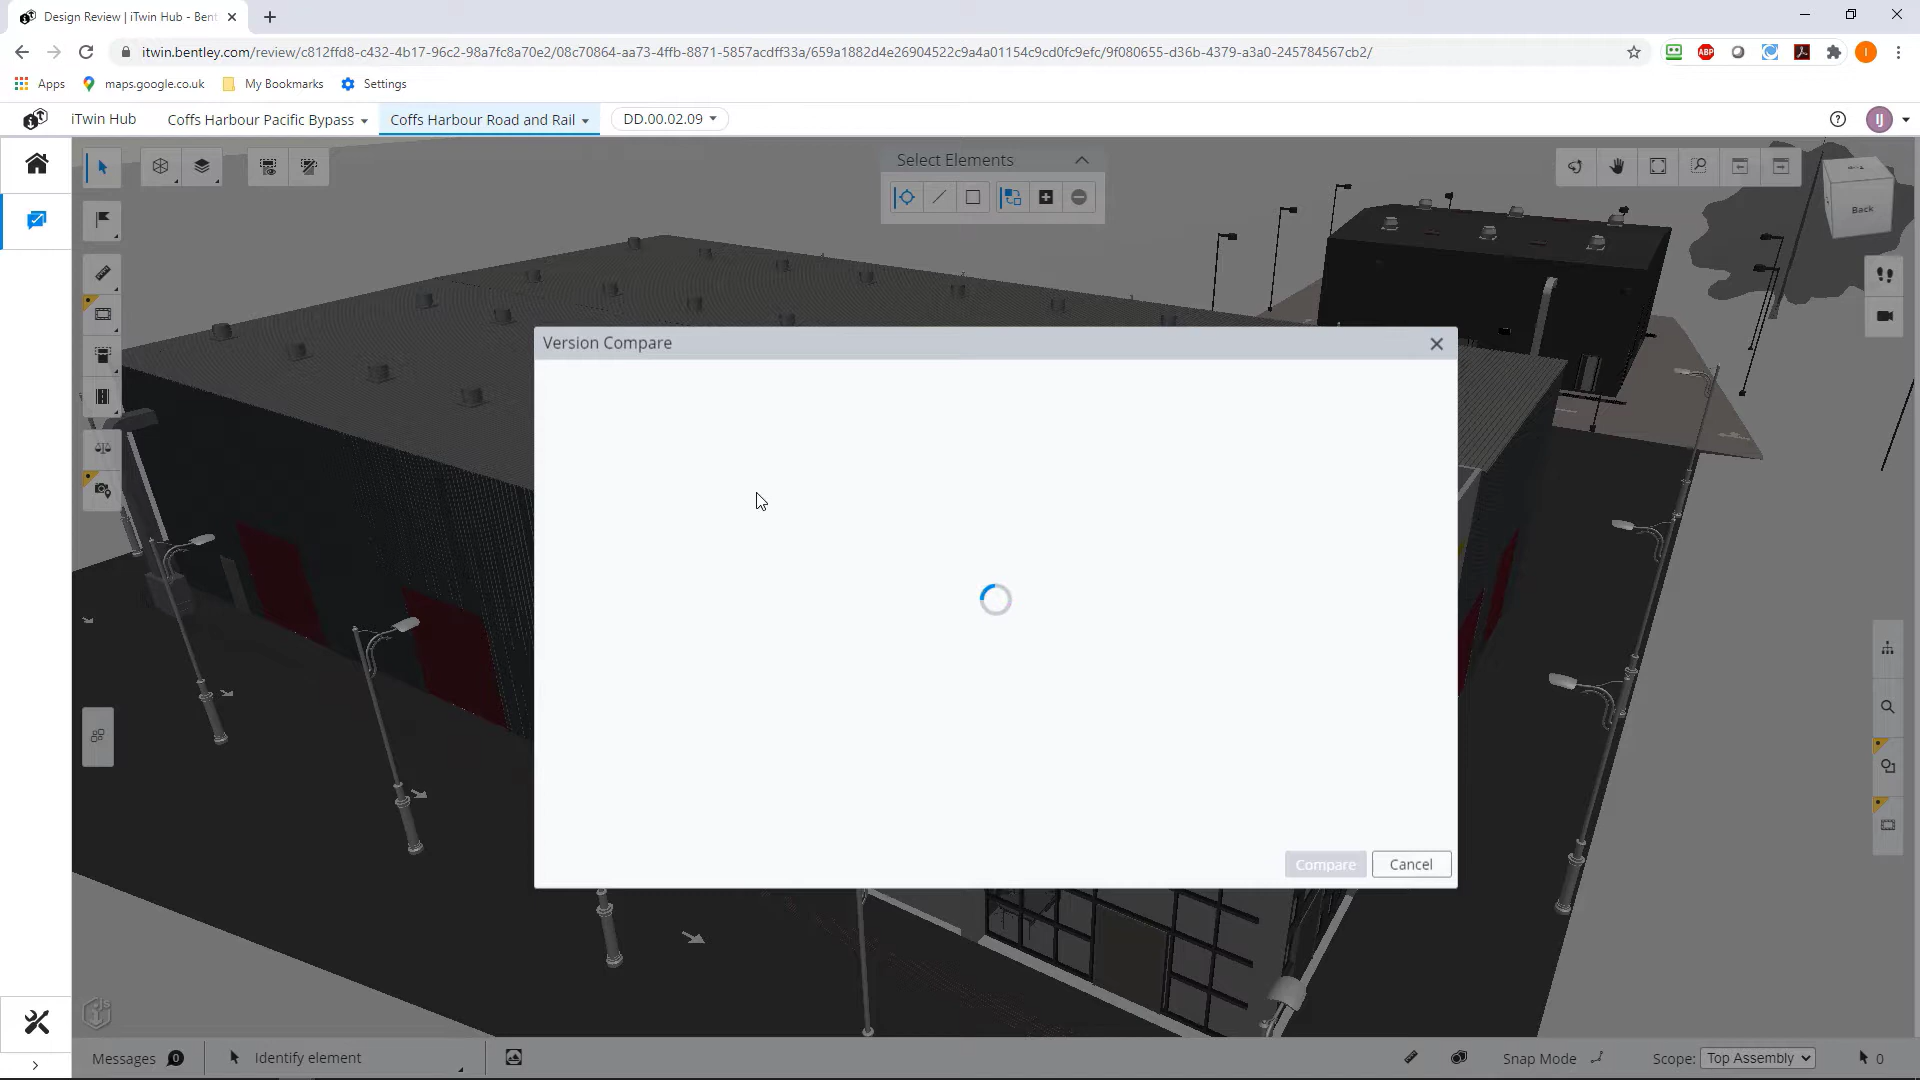 Design Review | iTwin Hub - Bent
itwin.bentley.com/review/c812ffd8-c432-4b17-96c2-98a7fc8a70e2/08c70864-aa73-4ffb-8871-5857acdff33a/659a1882d4e26904522c9a4a01154c9cd0fc9efc/9f080655-d36b-4379-a3a0-245784567cb2/
ABP
I
Apps
maps.google.co.uk
My Bookmarks
Settings
iTwin Hub
Coffs Harbour Pacific Bypass
Coffs Harbour Road and Rail
DD.00.02.09
IJ
Select Elements
Back
Version Compare
Compare
Cancel
Messages 0
Identify element
Snap Mode
Scope: Top Assembly
0